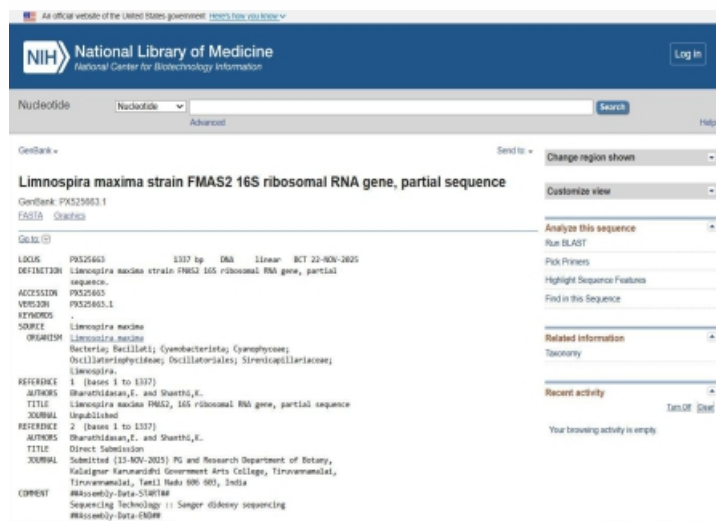 An official website of the United States government Here's how you know
NIH National Library of Medicine
National Center for Biotechnology Information
Log in
Nucleotide
Nucleotide
Search
Advanced
Help
GenBank
Send to:
Change region shown
Limnospira maxima strain FMAS2 16S ribosomal RNA gene, partial sequence
Customize view
GenBank: PX525663.1
FASTA Graphics
Analyze this sequence
Go to:
Run BLAST
LOCUS PX525663 1337 bp DNA linear BCT 22-NOV-2025
Pick Primers
DEFINITION Limnospira maxima strain FMAS2 16S ribosomal RNA gene, partial
sequence.
Highlight Sequence Features
ACCESSION PX525663
VERSION PX525663.1
Find in this Sequence
KEYWORDS .
SOURCE Limnospira maxima
ORGANISM Limnospira maxima
Related information
Bacteria; Bacillati; Cyanobacteriota; Cyanophyceae;
Taxonomy
Oscillatoriophycideae; Oscillatoriales; Sirenicapillariaceae;
Limnospira.
REFERENCE 1 (bases 1 to 1337)
AUTHORS Bharathidasan,E. and Shanthi,K.
Recent activity
TITLE Limnospira maxima FMAS2, 16S ribosomal RNA gene, partial sequence
Turn Off Clear
JOURNAL Unpublished
REFERENCE 2 (bases 1 to 1337)
Your browsing activity is empty.
AUTHORS Bharathidasan,E. and Shanthi,K.
TITLE Direct Submission
JOURNAL Submitted (13-NOV-2025) PG and Research Department of Botany,
Kalaignar Karunanidhi Government Arts College, Tiruvannamalai,
Tiruvannamalai, Tamil Nadu 606 603, India
COMMENT ##Assembly-Data-START##
Sequencing Technology :: Sanger dideoxy sequencing
##Assembly-Data-END##